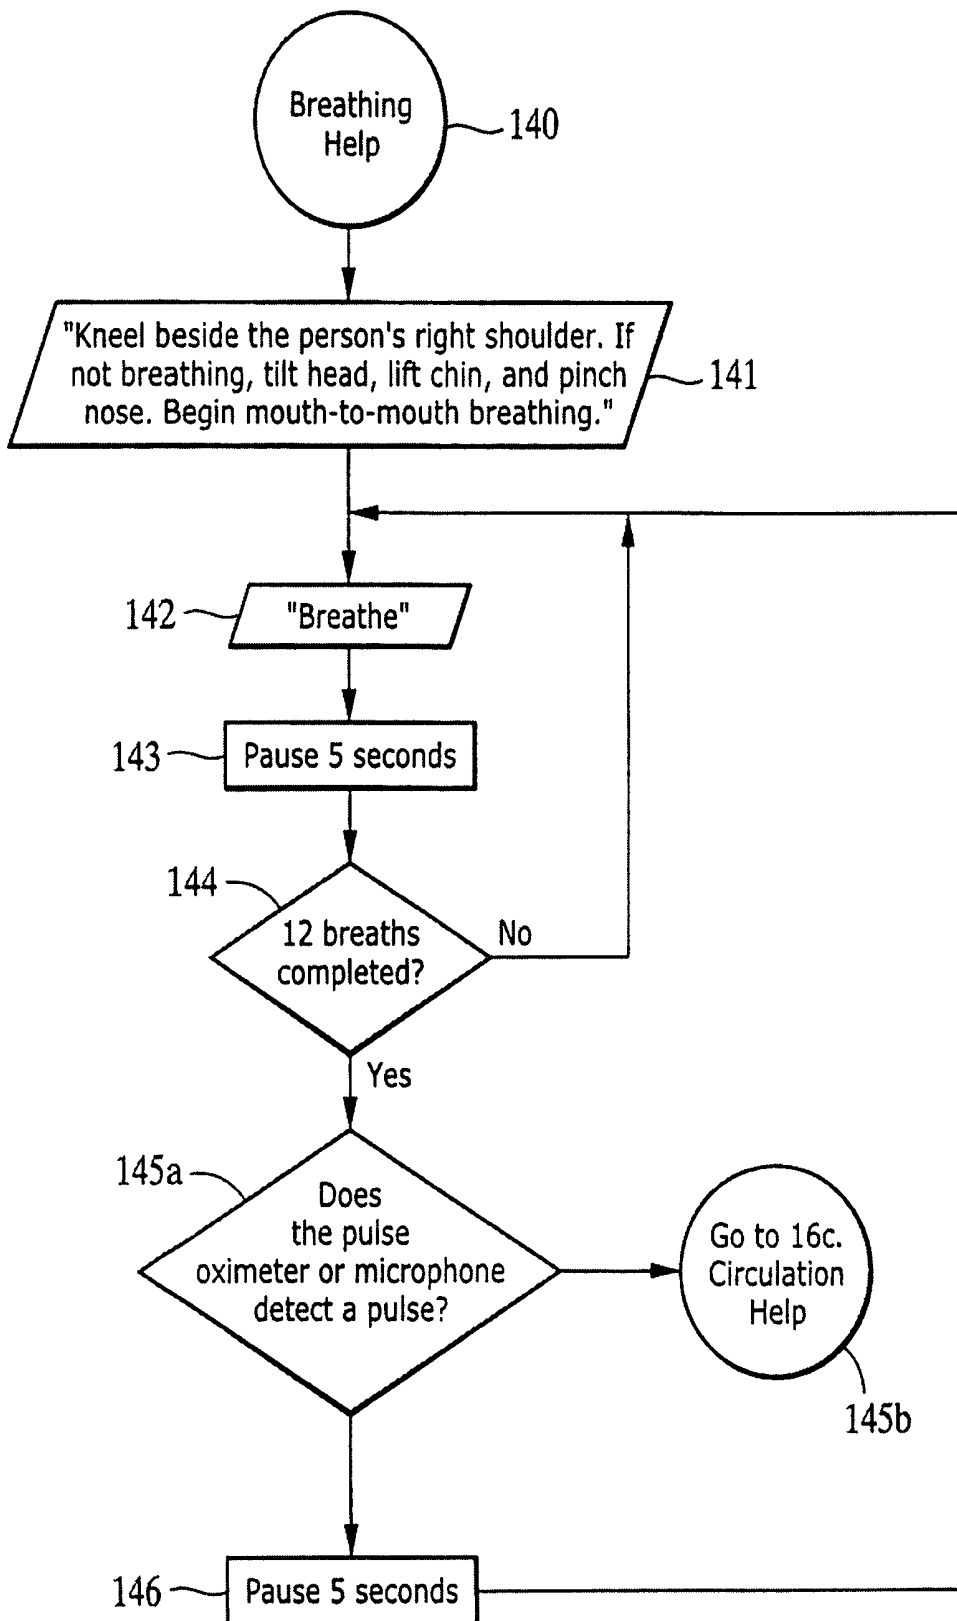 Breathing
Help
140
"Kneel beside the person's right shoulder. If
not breathing, tilt head, lift chin, and pinch
nose. Begin mouth-to-mouth breathing."
141
142
"Breathe"
143
Pause 5 seconds
144
12 breaths
completed?
No
Yes
145a
Does
the pulse
oximeter or microphone
detect a pulse?
Go to 16c.
Circulation
Help
145b
146
Pause 5 seconds